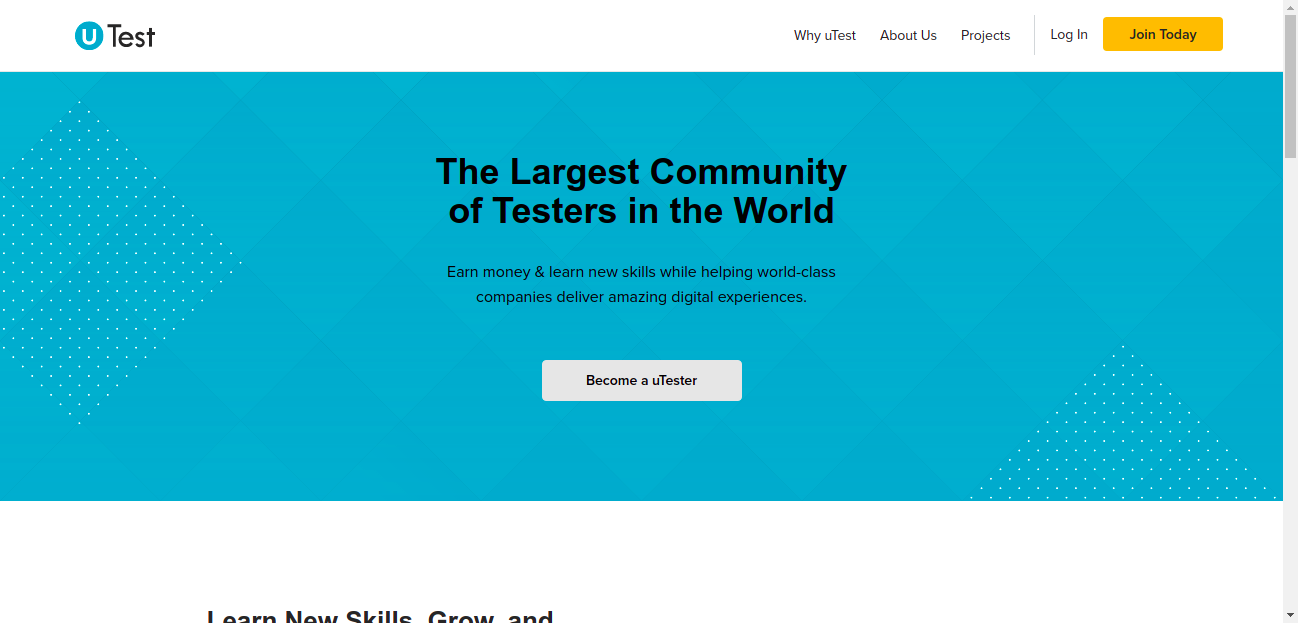 uTest
Why uTest
About Us
Projects
Log In
Join Today
The Largest Community
of Testers in the World
Earn money & learn new skills while helping world-class
companies deliver amazing digital experiences.
Become a uTester
Learn New Skills, Grow, and